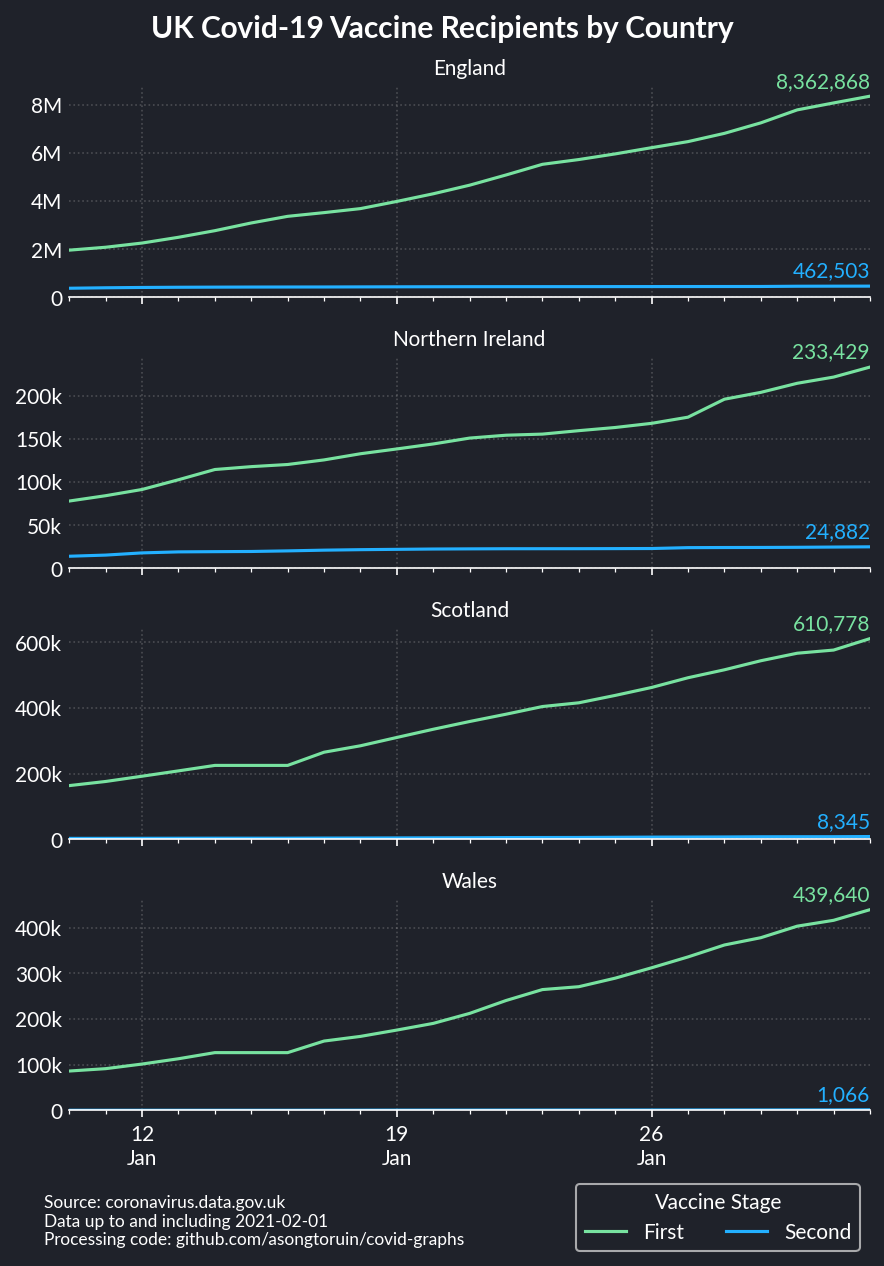 UK Covid-19 Vaccine Recipients by Country
England
8,362,868
8M
6M
4M
2M
462,503
0
Northern Ireland
233,429
200k
150k
100k
50k
24,882
0
Scotland
610,778
600k
400k
200k
8,345
0
Wales
439,640
400k
300k
200k
100k
1,066
0
12 19 26
Jan Jan Jan
Source: coronavirus.data.gov.uk
Data up to and including 2021-02-01
Processing code: github.com/asongtoruin/covid-graphs
Vaccine Stage
First Second